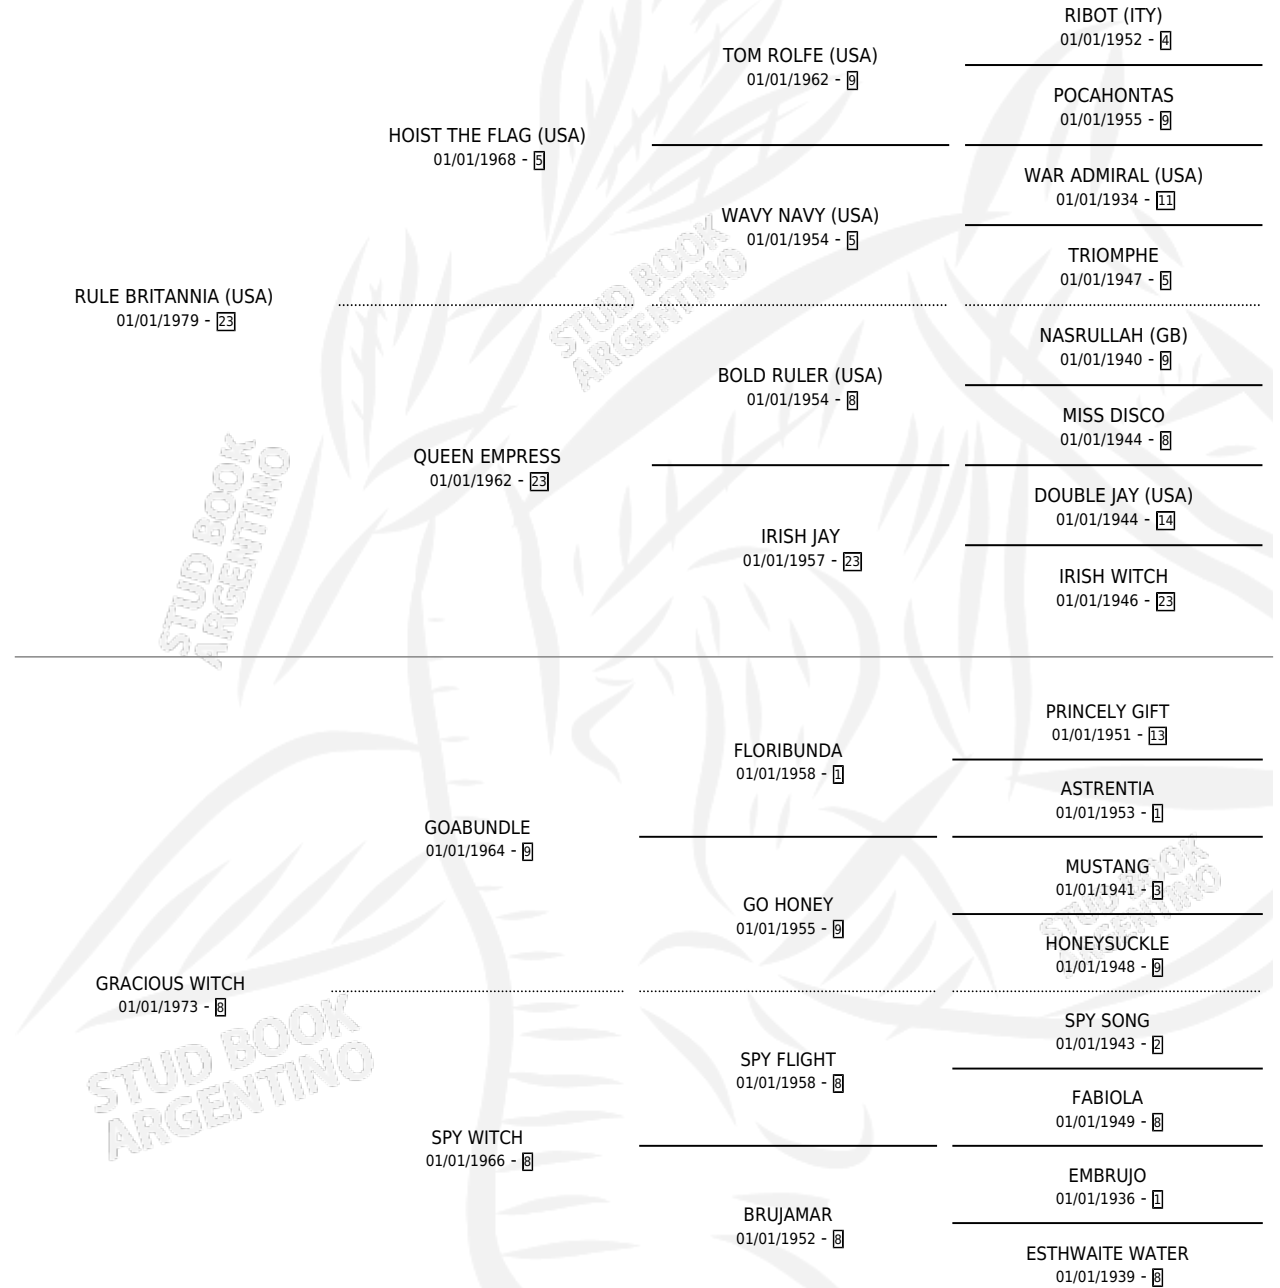 RIBOT (ITY)
01/01/1952 - 4
TOM ROLFE (USA)
01/01/1962 - 9
POCAHONTAS
01/01/1955 - 9
HOIST THE FLAG (USA)
01/01/1968 - 5
WAR ADMIRAL (USA)
01/01/1934 - 11
WAVY NAVY (USA)
01/01/1954 - 5
TRIOMPHE
01/01/1947 - 5
RULE BRITANNIA (USA)
01/01/1979 - 23
STUD BOOK
ARGENTINO
NASRULLAH (GB)
01/01/1940 - 9
BOLD RULER (USA)
01/01/1954 - 8
MISS DISCO
01/01/1944 - 8
QUEEN EMPRESS
01/01/1962 - 23
DOUBLE JAY (USA)
01/01/1944 - 14
IRISH JAY
01/01/1957 - 23
IRISH WITCH
01/01/1946 - 23
STUD BOOK
ARGENTINO
PRINCELY GIFT
01/01/1951 - 13
FLORIBUNDA
01/01/1958 - 1
ASTRENTIA
01/01/1953 - 1
GOABUNDLE
01/01/1964 - 9
MUSTANG
01/01/1941 - 3
GO HONEY
01/01/1955 - 9
HONEYSUCKLE
01/01/1948 - 9
STUD BOOK
ARGENTINO
GRACIOUS WITCH
01/01/1973 - 8
SPY SONG
01/01/1943 - 2
SPY FLIGHT
01/01/1958 - 8
FABIOLA
01/01/1949 - 8
STUD BOOK
ARGENTINO
SPY WITCH
01/01/1966 - 8
EMBRUJO
01/01/1936 - 1
BRUJAMAR
01/01/1952 - 8
ESTHWAITE WATER
01/01/1939 - 8